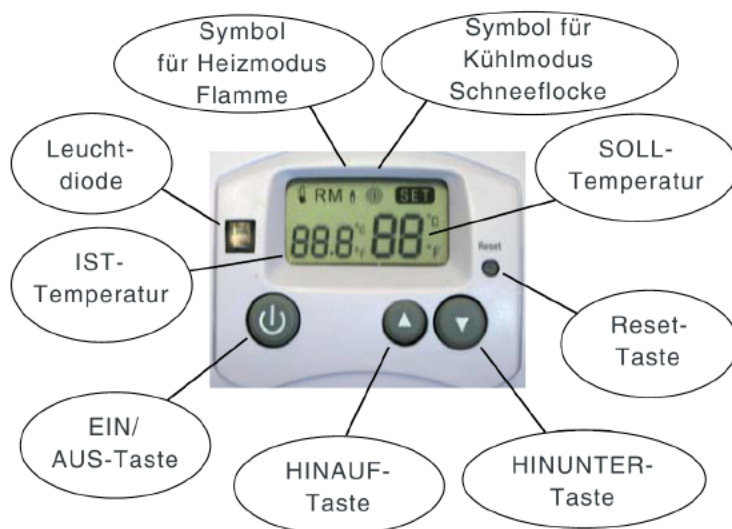 Symbol
für Heizmodus
Flamme
Symbol für
Kühlmodus
Schneeflocke
Leucht-
diode
SOLL-
Temperatur
RM SET
88.8 °C °F 88 °C °F
Reset
IST-
Temperatur
Reset-
Taste
EIN/
AUS-Taste
HINAUF-
Taste
HINUNTER-
Taste